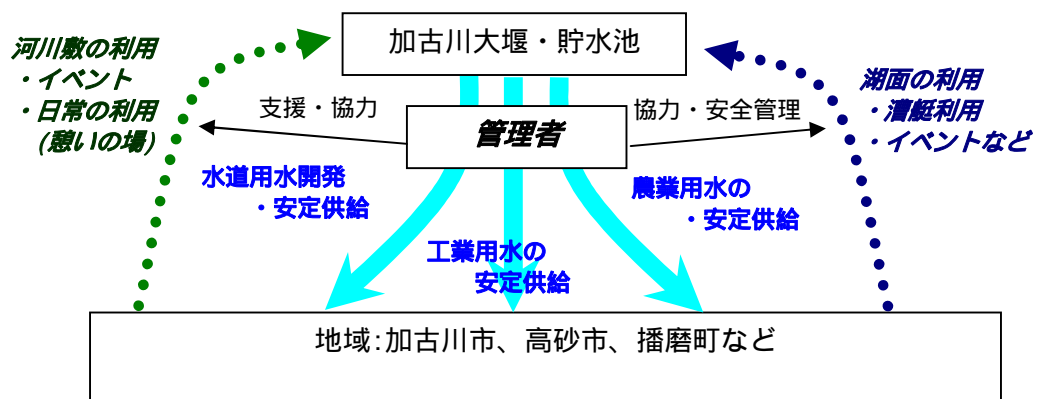 加古川大堰・貯水池
河川敷の利用
・イベント
・日常の利用
(憩いの場)
支援・協力
管理者
協力・安全管理
湖面の利用
・漕艇利用
・イベントなど
水道用水開発
・安定供給
工業用水の
安定供給
農業用水の
・安定供給
地域:加古川市、高砂市、播磨町など